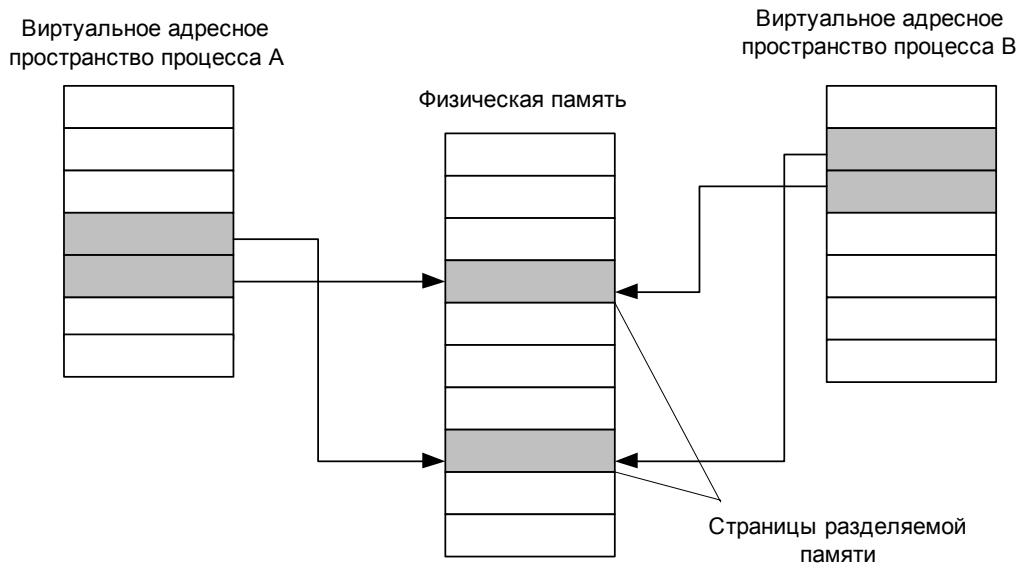 Виртуальное адресное
пространство процесса A
Физическая память
Виртуальное адресное
пространство процесса B
Страницы разделяемой
памяти